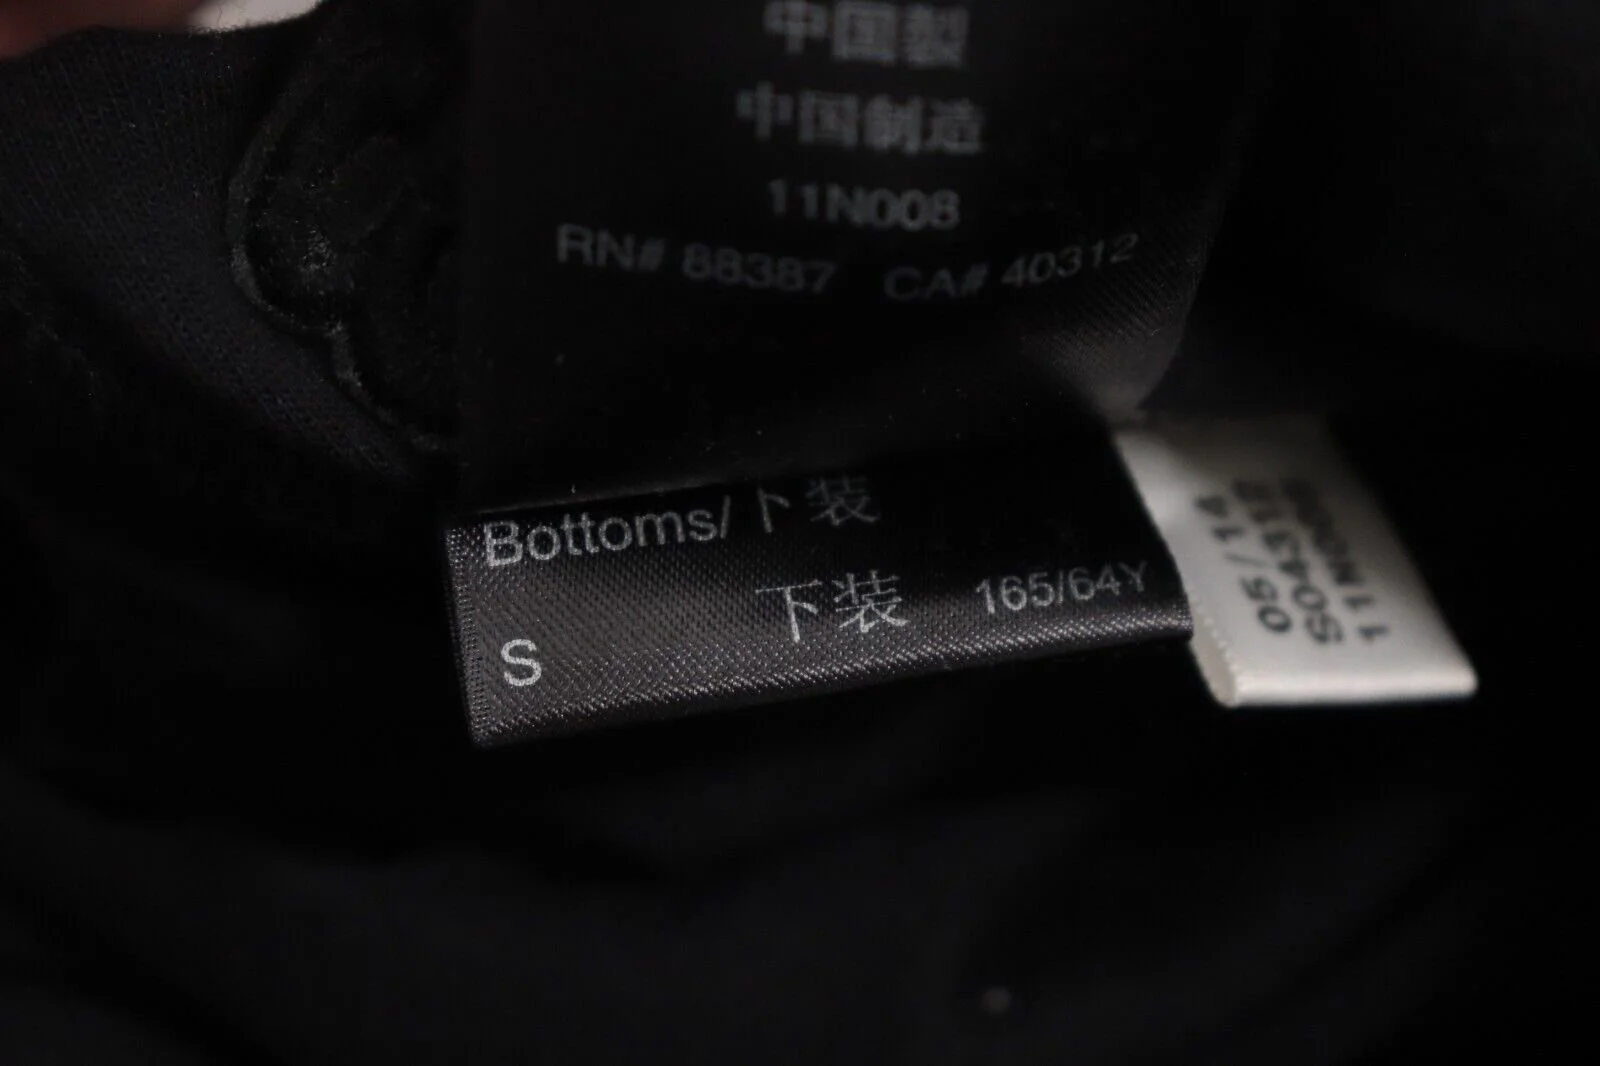 中国製
中国制造
11N008
RN# 88387 CA# 40312
Bottoms/下装
下装 165/64Y
S
05/14
11N008